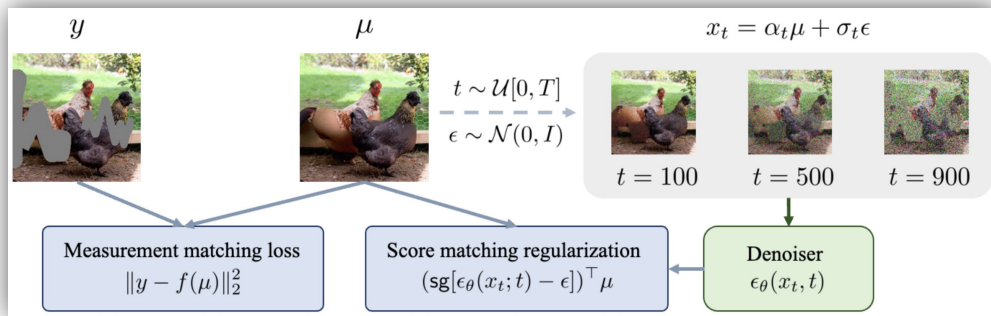 y
μ
x_t = α_t μ + σ_t ϵ
t ∼ 𝒰[0, T]
ϵ ∼ 𝒩(0, I)
t = 100
t = 500
t = 900
Measurement matching loss
‖y − f(μ)‖₂²
Score matching regularization
(sg[ϵ_θ(x_t; t) − ϵ])^⊤ μ
Denoiser
ϵ_θ(x_t, t)